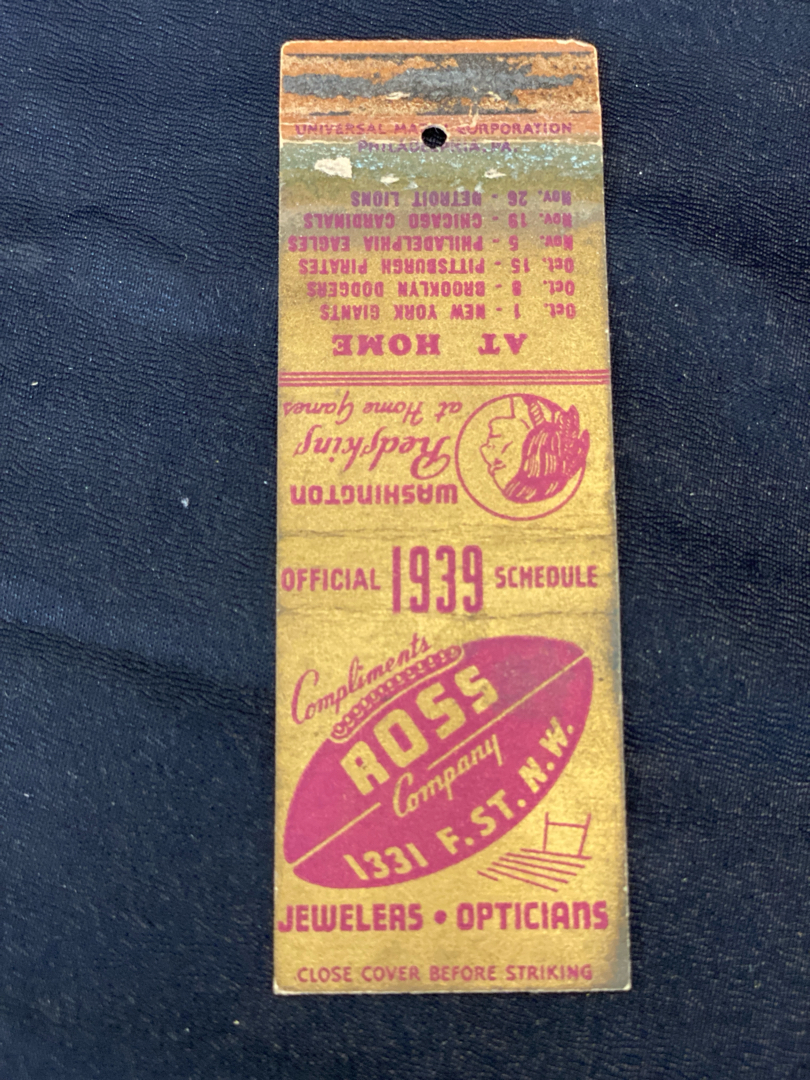 UNIVERSAL MATCH CORPORATION
PHILADELPHIA, PA.
WASHINGTON
Redskins
at Home Games
AT HOME
Oct. 1 - NEW YORK GIANTS
Oct. 8 - BROOKLYN DODGERS
Oct. 15 - PITTSBURGH PIRATES
Nov. 5 - PHILADELPHIA EAGLES
Nov. 19 - CHICAGO CARDINALS
Nov. 26 - DETROIT LIONS
OFFICIAL 1939 SCHEDULE
Compliments
ROSS
Company
1331 F. ST. N.W.
JEWELERS • OPTICIANS
CLOSE COVER BEFORE STRIKING